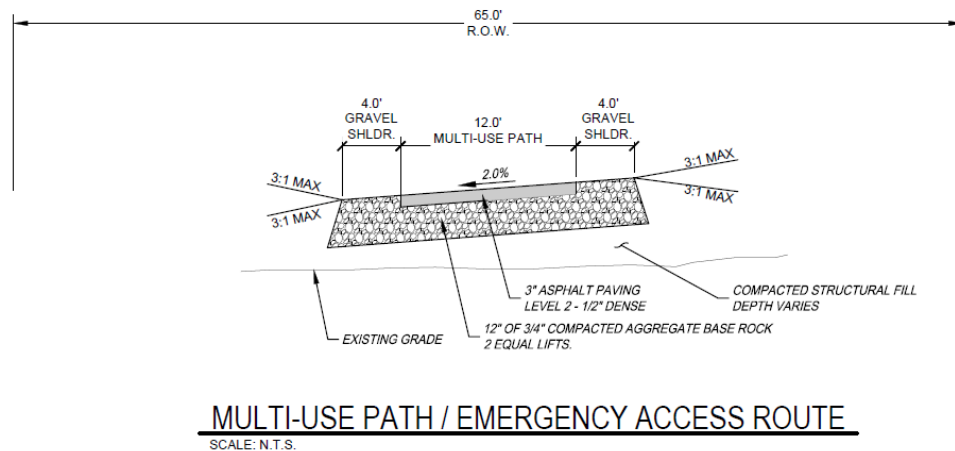 65.0'
R.O.W.
4.0'
GRAVEL
SHLDR.
12.0'
MULTI-USE PATH
4.0'
GRAVEL
SHLDR.
2.0%
3:1 MAX
3:1 MAX
3:1 MAX
3:1 MAX
3" ASPHALT PAVING
LEVEL 2 - 1/2" DENSE
COMPACTED STRUCTURAL FILL
DEPTH VARIES
12" OF 3/4" COMPACTED AGGREGATE BASE ROCK
2 EQUAL LIFTS.
EXISTING GRADE
MULTI-USE PATH / EMERGENCY ACCESS ROUTE
SCALE: N.T.S.